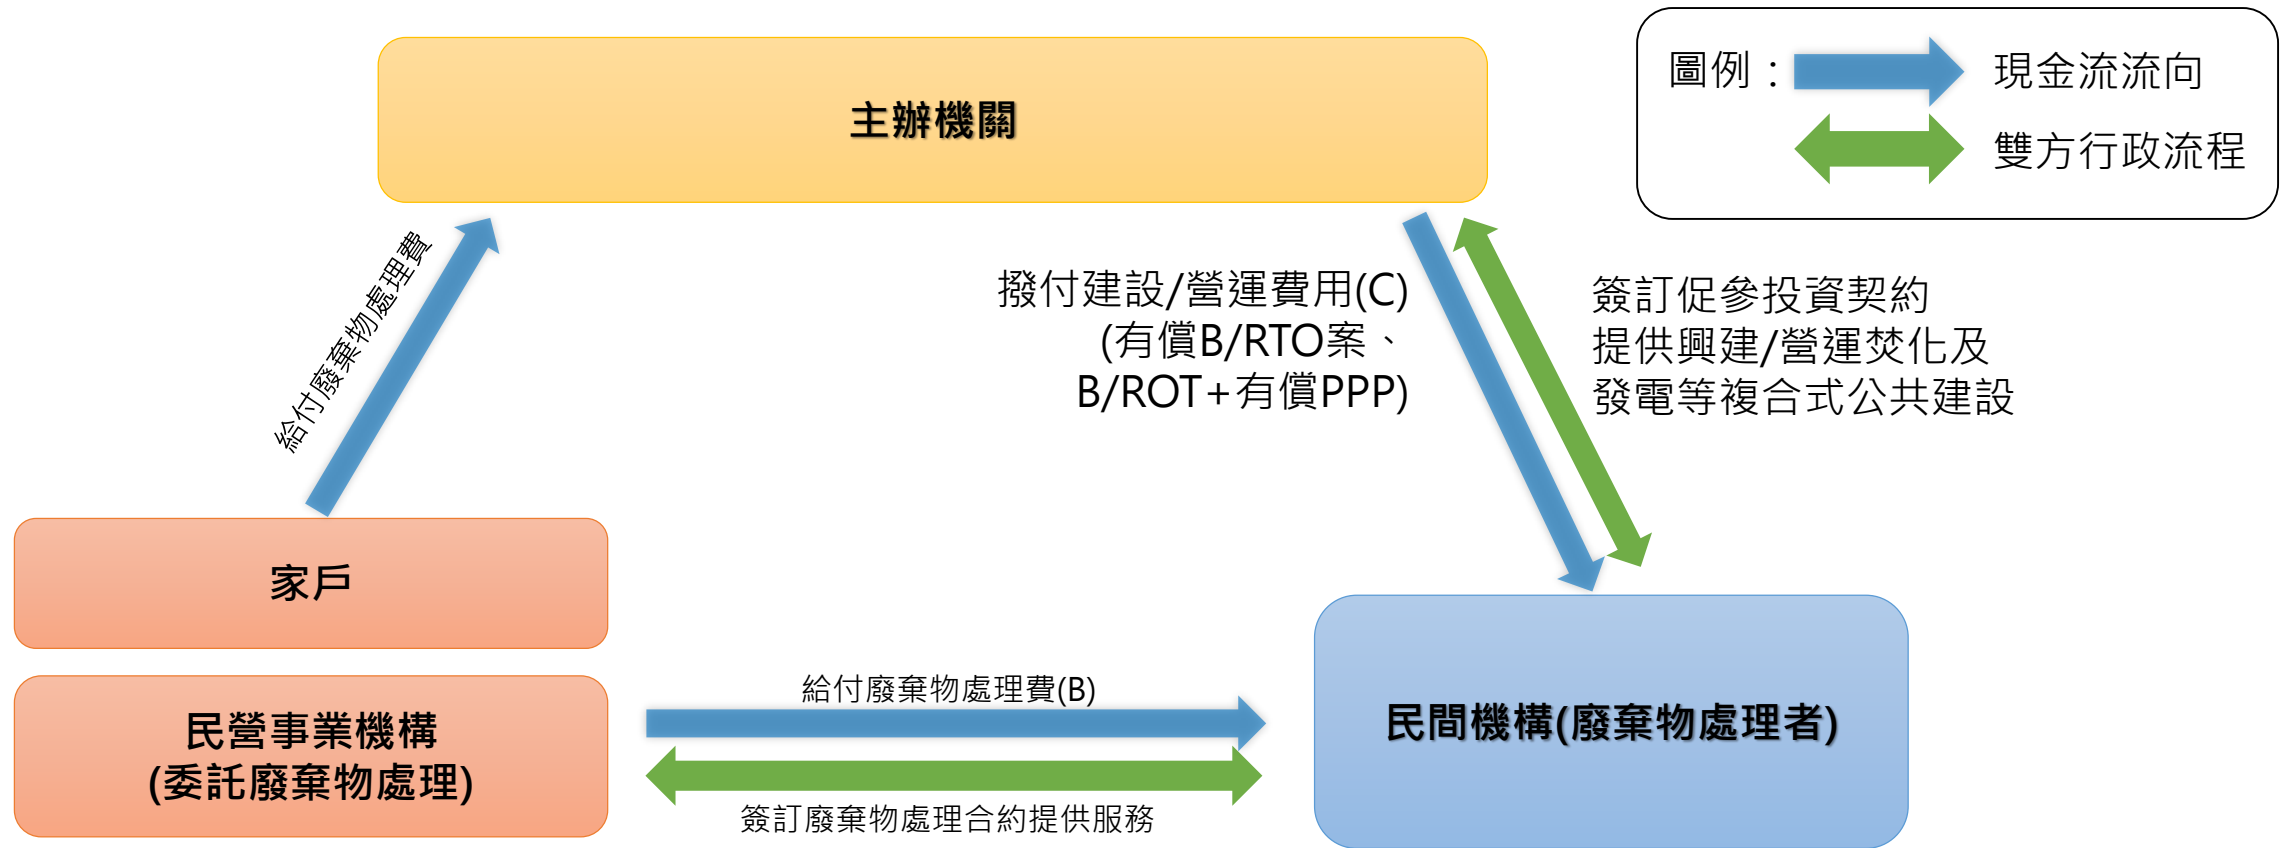 主辦機關
圖例：
現金流流向
雙方行政流程
給付廢棄物處理費
撥付建設/營運費用(C)
(有償B/RTO案、
B/ROT+有償PPP)
簽訂促參投資契約
提供興建/營運焚化及
發電等複合式公共建設
家戶
民營事業機構
(委託廢棄物處理)
給付廢棄物處理費(B)
簽訂廢棄物處理合約提供服務
民間機構(廢棄物處理者)